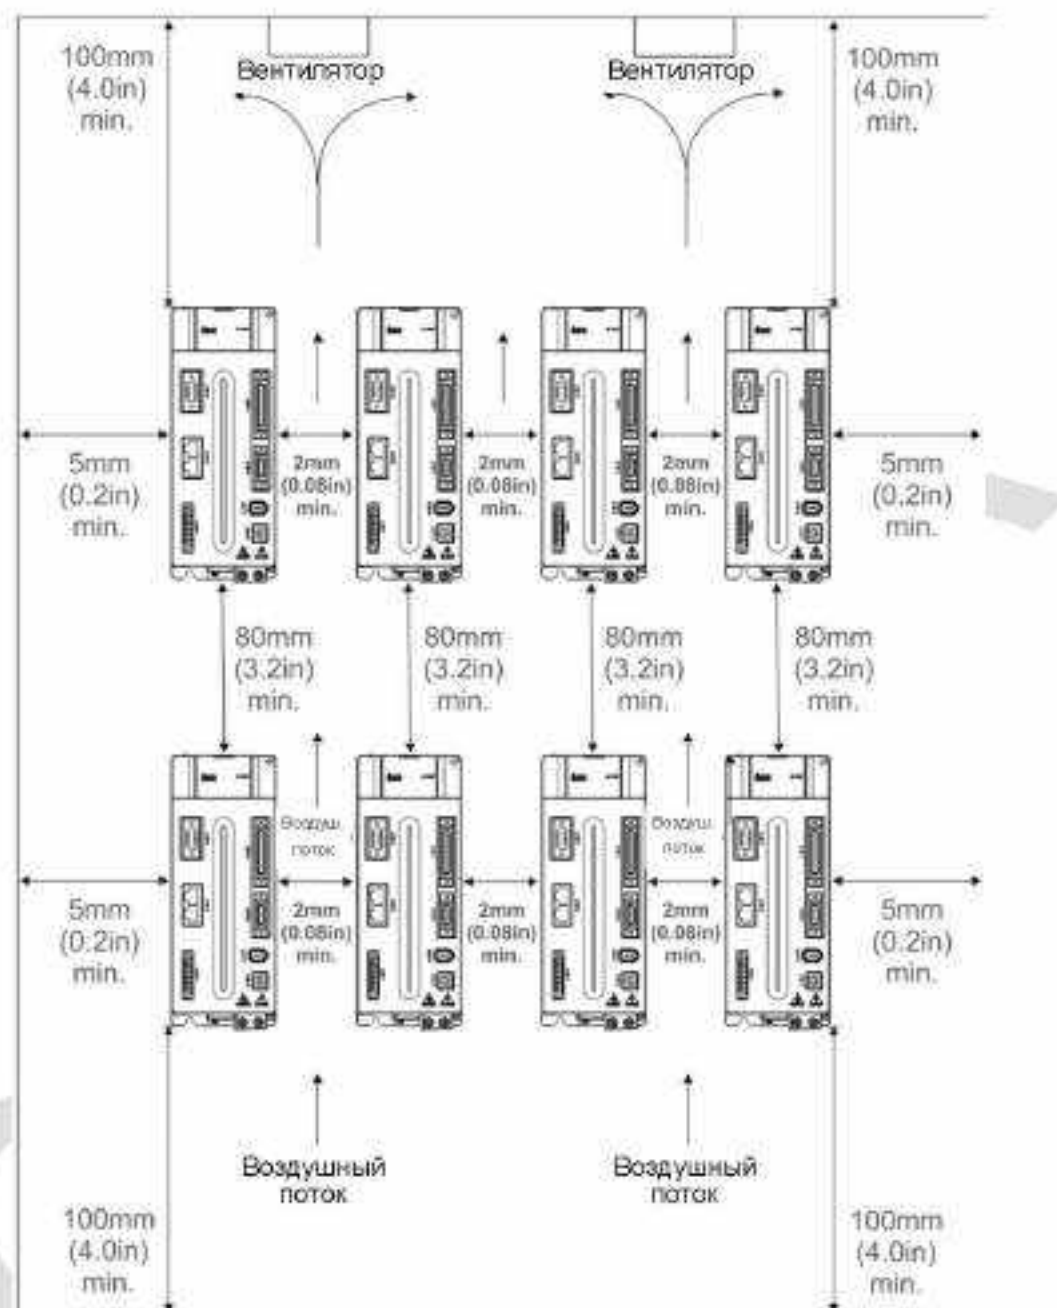 100mm
(4.0in)
min.
Вентилятор
Вентилятор
100mm
(4.0in)
min.
5mm
(0.2in)
min.
2mm
(0.08in)
min.
2mm
(0.08in)
min.
2mm
(0.08in)
min.
5mm
(0.2in)
min.
80mm
(3.2in)
min.
80mm
(3.2in)
min.
80mm
(3.2in)
min.
80mm
(3.2in)
min.
Воздуш.
поток
Воздуш.
поток
5mm
(0.2in)
min.
2mm
(0.08in)
min.
2mm
(0.08in)
min.
2mm
(0.08in)
min.
5mm
(0.2in)
min.
Воздушный
поток
Воздушный
поток
100mm
(4.0in)
min.
100mm
(4.0in)
min.